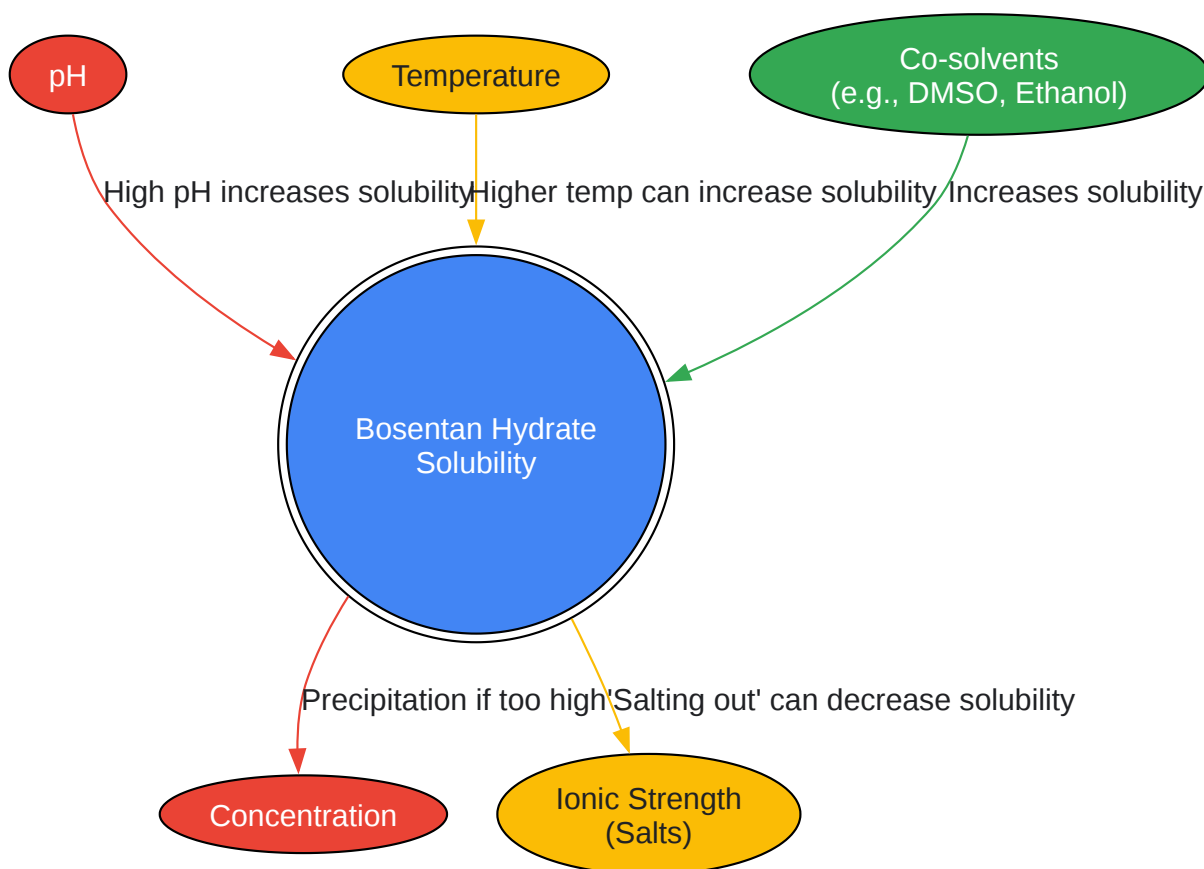 pH
Temperature
Co-solvents
(e.g., DMSO, Ethanol)
High pH increases solubility
Higher temp can increase solubility
Increases solubility
Bosentan Hydrate
Solubility
Precipitation if too high
'Salting out' can decrease solubility
Concentration
Ionic Strength
(Salts)